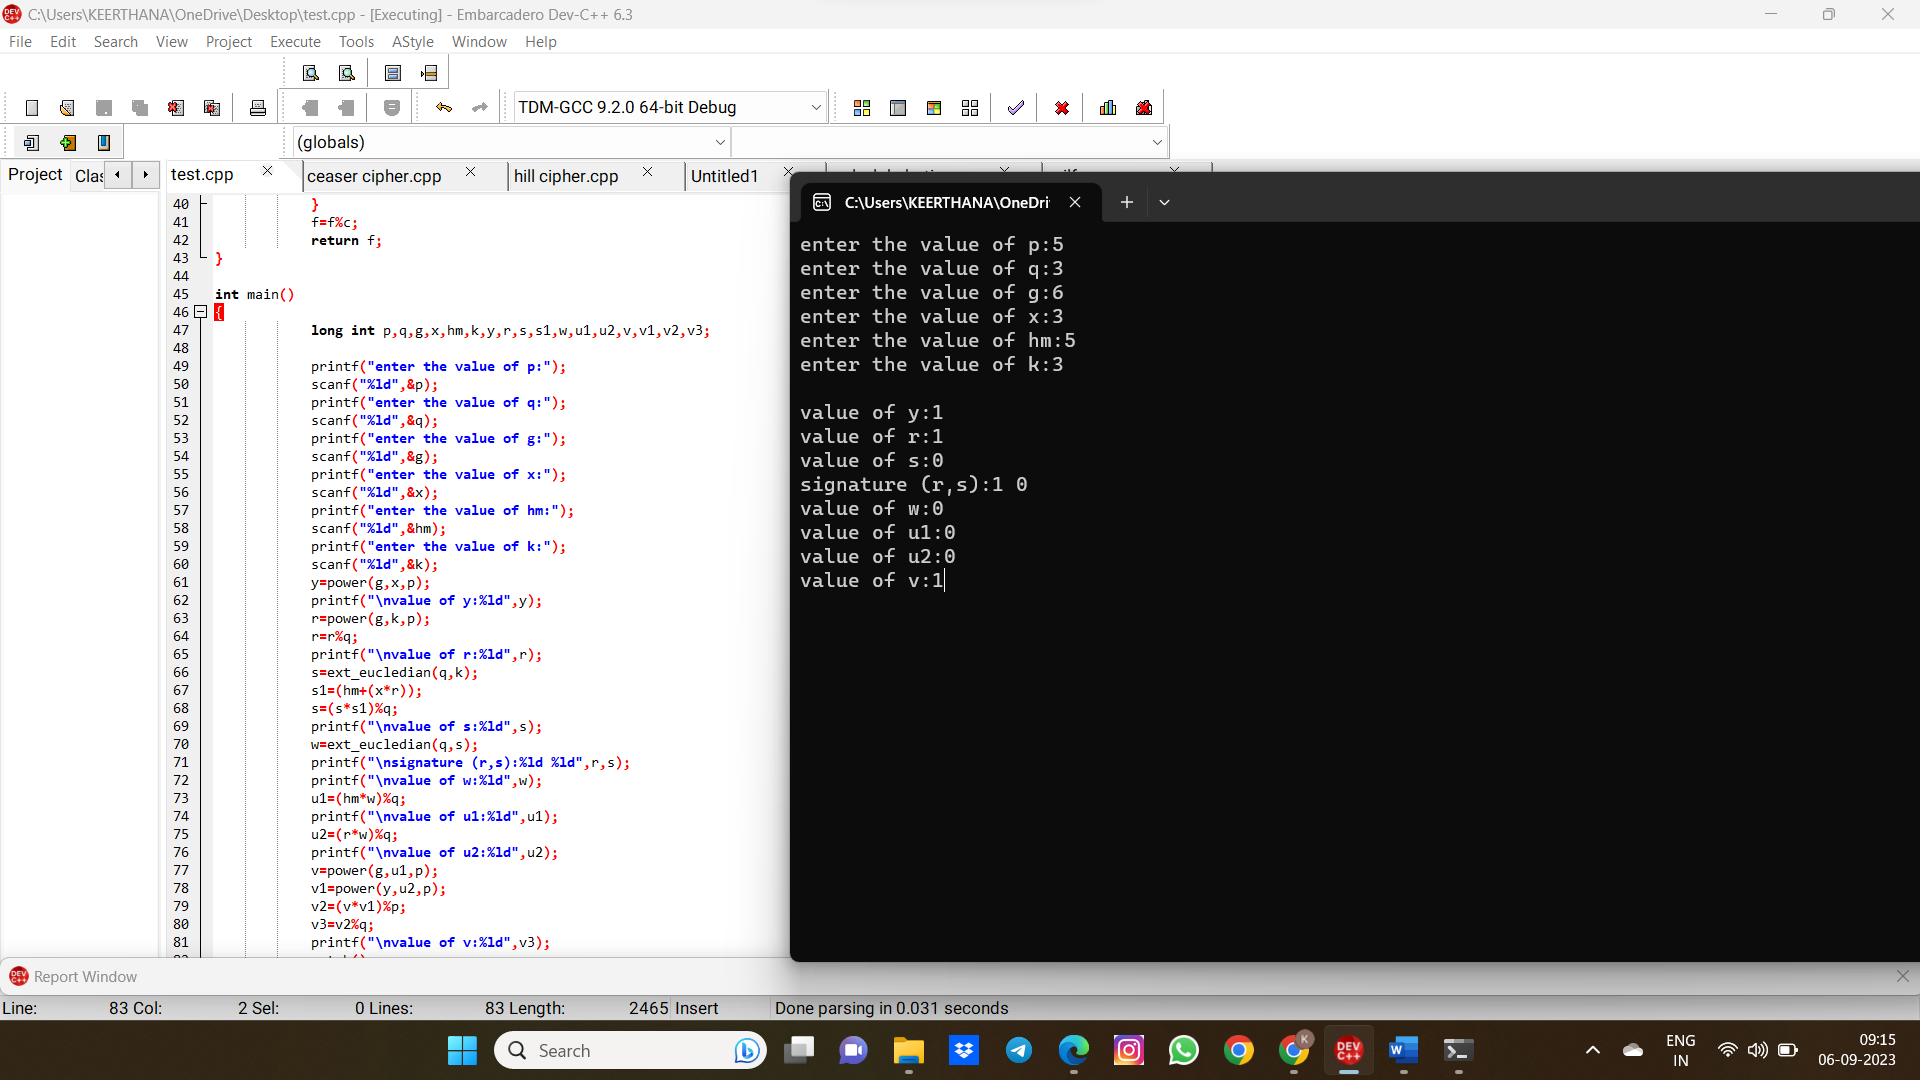 C:\Users\KEERTHANA\OneDrive\Desktop\test.cpp - [Executing] - Embarcadero Dev-C++ 6.3
File Edit Search View Project Execute Tools AStyle Window Help
TDM-GCC 9.2.0 64-bit Debug
(globals)
Project Clas test.cpp ceaser cipher.cpp hill cipher.cpp Untitled1
40 }
41 f=f%c;
42 return f;
43 }
44
45 int main()
46 {
47 long int p,q,g,x,hm,k,y,r,s,s1,w,u1,u2,v,v1,v2,v3;
48
49 printf("enter the value of p:");
50 scanf("%ld",&p);
51 printf("enter the value of q:");
52 scanf("%ld",&q);
53 printf("enter the value of g:");
54 scanf("%ld",&g);
55 printf("enter the value of x:");
56 scanf("%ld",&x);
57 printf("enter the value of hm:");
58 scanf("%ld",&hm);
59 printf("enter the value of k:");
60 scanf("%ld",&k);
61 y=power(g,x,p);
62 printf("\nvalue of y:%ld",y);
63 r=power(g,k,p);
64 r=r%q;
65 printf("\nvalue of r:%ld",r);
66 s=ext_eucledian(q,k);
67 s1=(hm+(x*r));
68 s=(s*s1)%q;
69 printf("\nvalue of s:%ld",s);
70 w=ext_eucledian(q,s);
71 printf("\nsignature (r,s):%ld %ld",r,s);
72 printf("\nvalue of w:%ld",w);
73 u1=(hm*w)%q;
74 printf("\nvalue of u1:%ld",u1);
75 u2=(r*w)%q;
76 printf("\nvalue of u2:%ld",u2);
77 v=power(g,u1,p);
78 v1=power(y,u2,p);
79 v2=(v*v1)%p;
80 v3=v2%q;
81 printf("\nvalue of v:%ld",v3);
C:\Users\KEERTHANA\OneDri
enter the value of p:5
enter the value of q:3
enter the value of g:6
enter the value of x:3
enter the value of hm:5
enter the value of k:3
value of y:1
value of r:1
value of s:0
signature (r,s):1 0
value of w:0
value of u1:0
value of u2:0
value of v:1
Report Window
Line: 83 Col: 2 Sel: 0 Lines: 83 Length: 2465 Insert Done parsing in 0.031 seconds
Search
ENG
IN
09:15
06-09-2023